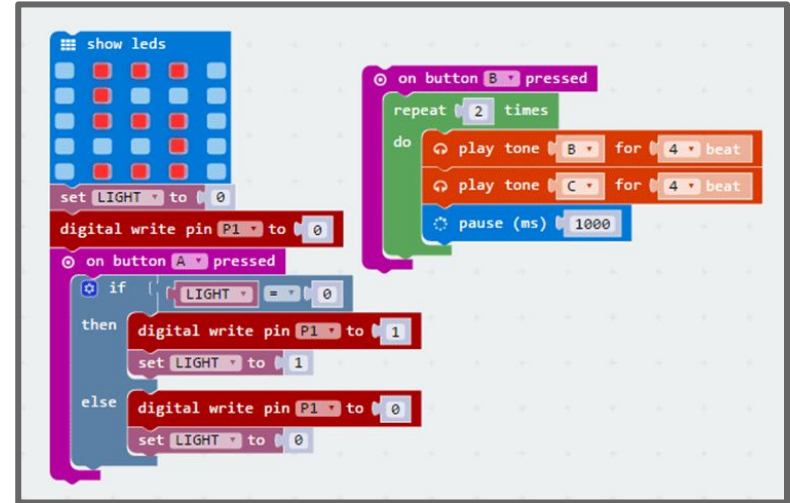 show leds
set LIGHT to 0
digital write pin P1 to 0
on button A pressed
if LIGHT = 0
then digital write pin P1 to 1
set LIGHT to 1
else digital write pin P1 to 0
set LIGHT to 0
on button B pressed
repeat 2 times
do play tone B for 4 beat
play tone C for 4 beat
pause (ms) 1000